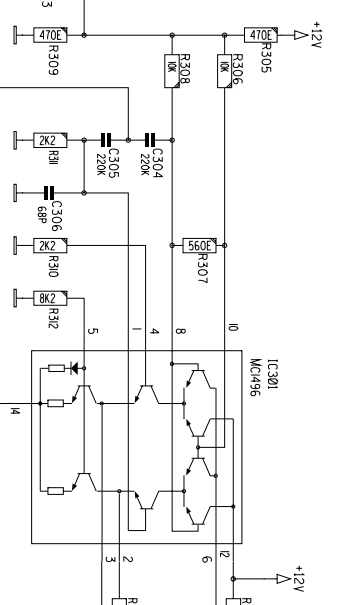 3
470E
R309
470E
R305
+12V
10K
R308
10K
R306
2K2
R311
C305
220K
C304
220K
C306
68P
2K2
R310
560E
R307
8K2
R312
5
1
4
8
10
IC301
MC1496
14
3
2
6
12
+12V
R
R